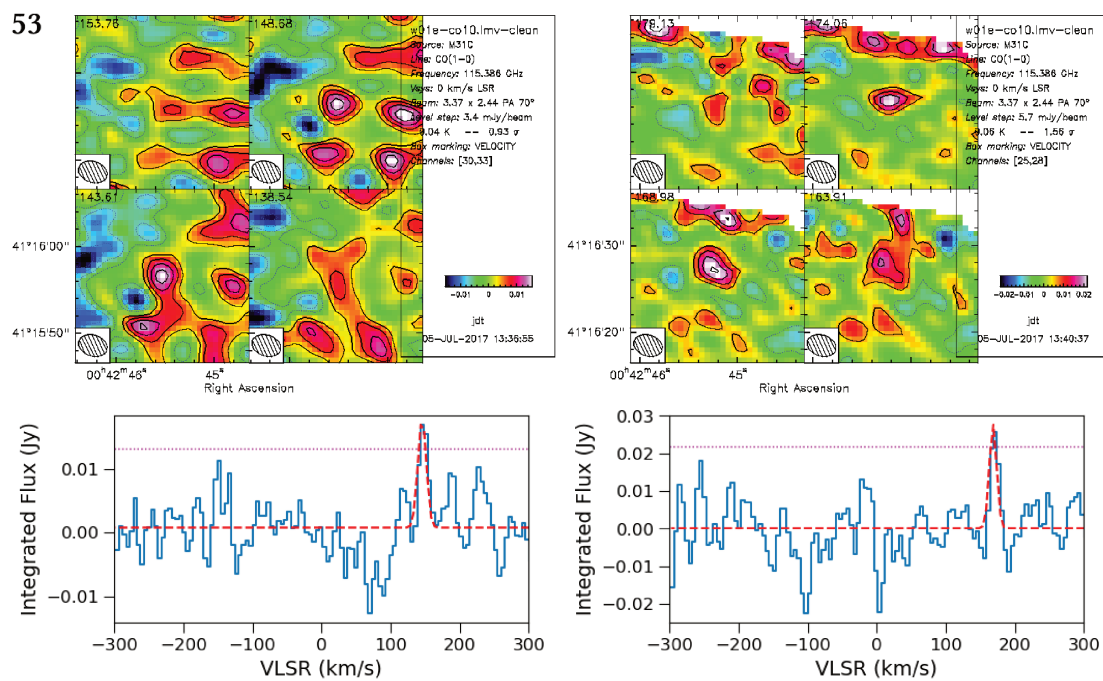 53
153.76
148.68
w01e-co10.lmv-clean
Source: M31C
Line: CO(1-0)
Frequency: 115.386 GHz
Vsys: 0 km/s LSR
Beam: 3.37 x 2.44 PA 70°
Level step: 3.4 mJy/beam
0.04 K -- 0.93 σ
Box marking: VELOCITY
Channels: [30,33]
143.61
138.54
41°16'00"
41°15'50"
-0.01 0 0.01
jdt
05-JUL-2017 13:36:55
00h42m46s
45s
Right Ascension
179.13
174.06
w01e-co10.lmv-clean
Source: M31C
Line: CO(1-0)
Frequency: 115.386 GHz
Vsys: 0 km/s LSR
Beam: 3.37 x 2.44 PA 70°
Level step: 5.7 mJy/beam
0.06 K -- 1.56 σ
Box marking: VELOCITY
Channels: [25,28]
168.98
163.91
41°16'30"
41°16'20"
-0.02 -0.01 0 0.01 0.02
jdt
05-JUL-2017 13:40:37
00h42m46s
45s
Right Ascension
Integrated Flux (Jy)
0.01
0.00
−0.01
−300 −200 −100 0 100 200 300
VLSR (km/s)
Integrated Flux (Jy)
0.03
0.02
0.01
0.00
−0.01
−0.02
−300 −200 −100 0 100 200 300
VLSR (km/s)